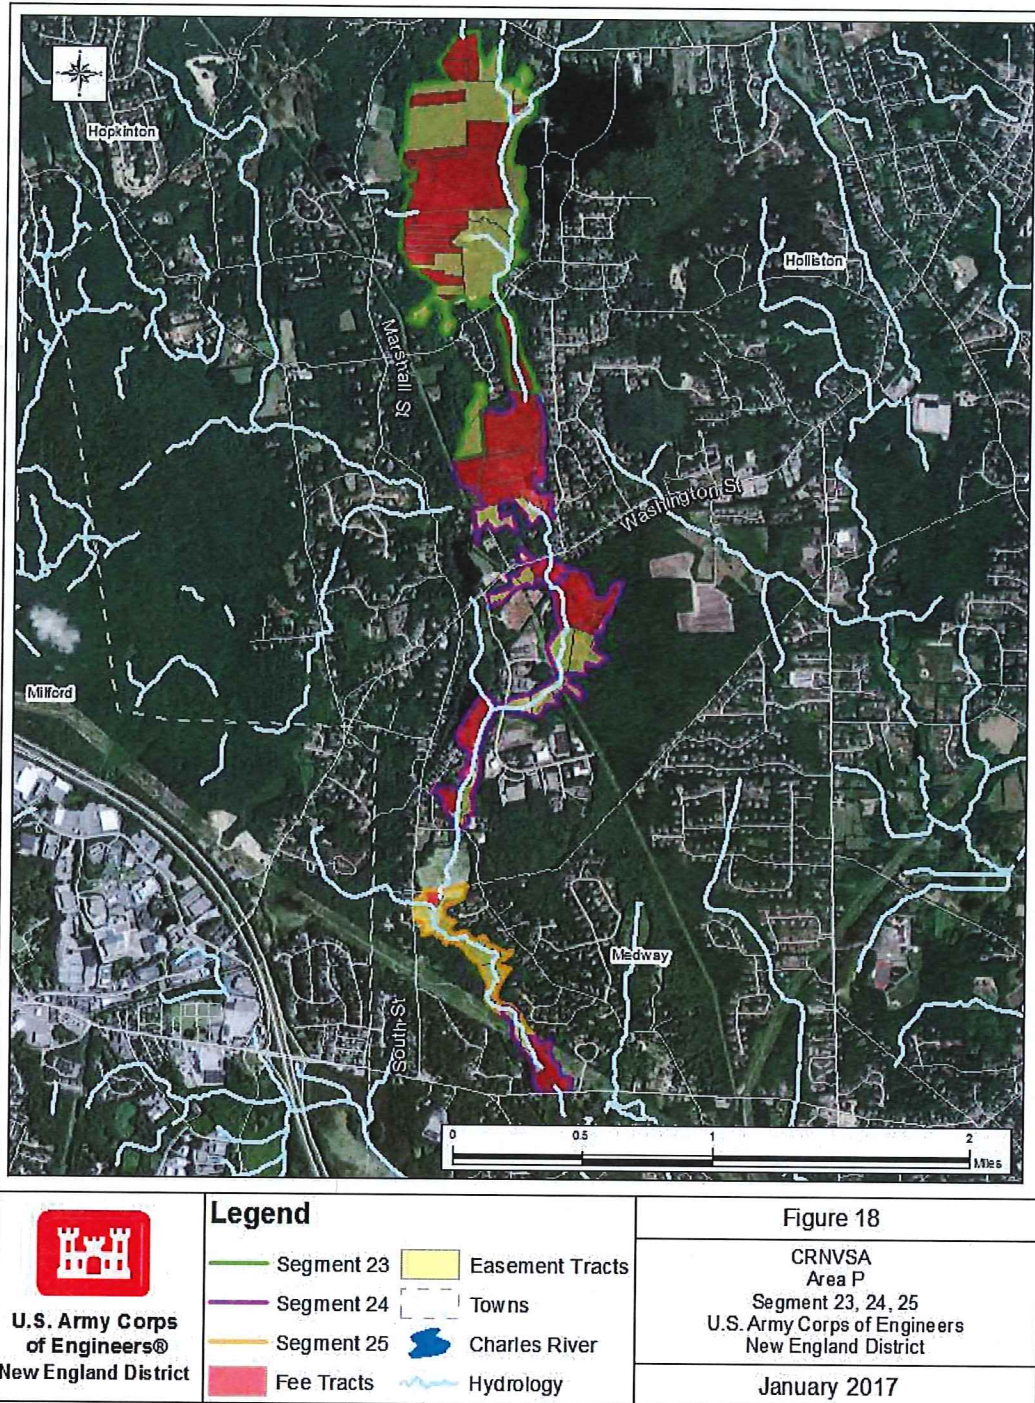 Hopkinton
Holliston
Marshall St
Washington St
Milford
Medway
South St
0 0.5 1 2
Miles
U.S. Army Corps
of Engineers®
New England District
Legend
Segment 23
Segment 24
Segment 25
Fee Tracts
Easement Tracts
Towns
Charles River
Hydrology
Figure 18
CRNVSA
Area P
Segment 23, 24, 25
U.S. Army Corps of Engineers
New England District
January 2017